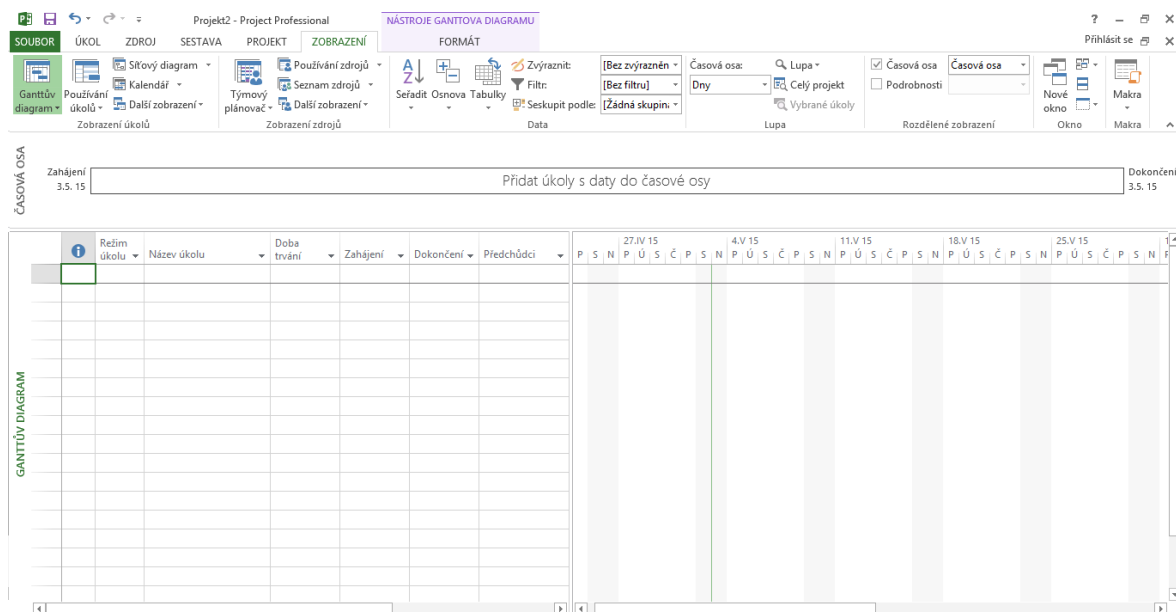 Projekt2 - Project Professional
NÁSTROJE GANTTOVA DIAGRAMU
?
SOUBOR ÚKOL ZDROJ SESTAVA PROJEKT ZOBRAZENÍ FORMÁT Přihlásit se
Ganttův diagram
Používání úkolů
Síťový diagram
Kalendář
Další zobrazení
Zobrazení úkolů
Týmový plánovač
Používání zdrojů
Seznam zdrojů
Další zobrazení
Zobrazení zdrojů
A
Z
Seřadit Osnova Tabulky
Zvýraznit: [Bez zvýrazněn
Filtr: [Bez filtru]
Seskupit podle: [Žádná skupin
Data
Časová osa:
Dny
Lupa
Celý projekt
Vybrané úkoly
Lupa
Časová osa Časová osa
Podrobnosti
Rozdělené zobrazení
Nové okno
Okno
Makra
Makra
ČASOVÁ OSA
Zahájení
3.5. 15
Přidat úkoly s daty do časové osy
Dokončení
3.5. 15
GANTTŮV DIAGRAM
Režim úkolu
Název úkolu
Doba trvání
Zahájení
Dokončení
Předchůdci
27.IV 15 4.V 15 11.V 15 18.V 15 25.V 15 1
P S N P Ú S Č P S N P Ú S Č P S N P Ú S Č P S N P Ú S Č P S N P Ú S Č P S N P